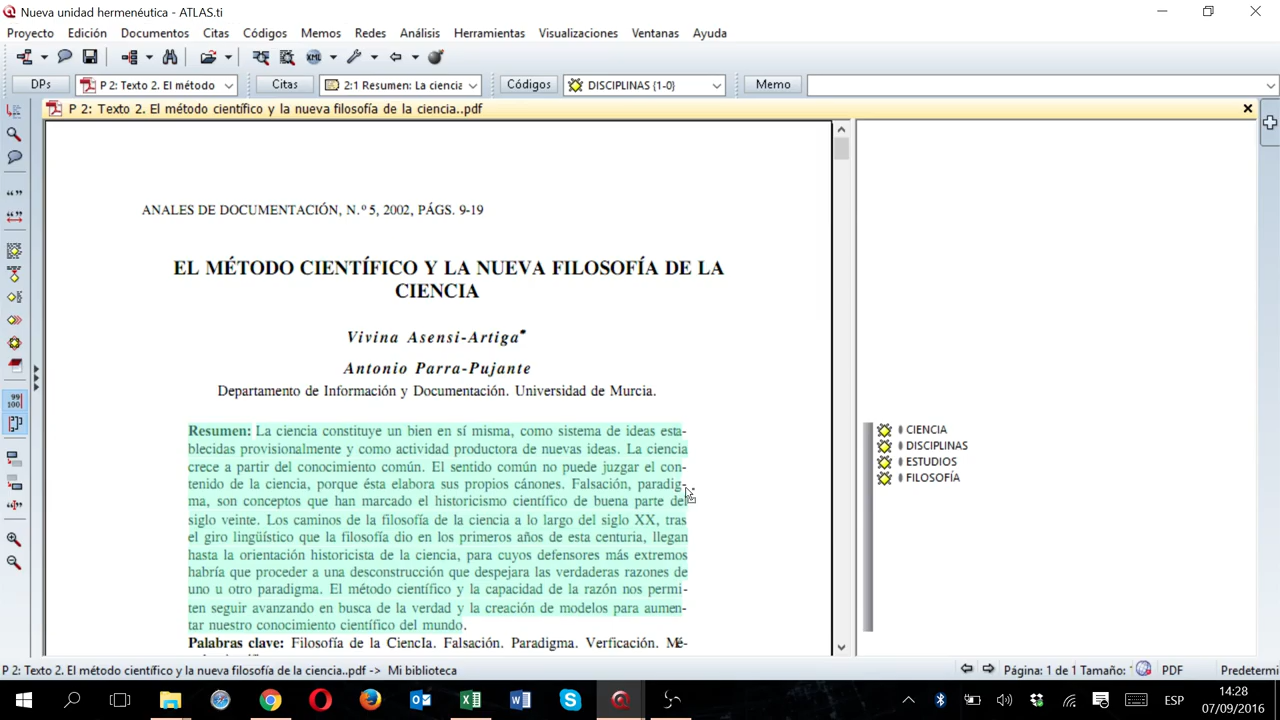 Nueva unidad hermenéutica - ATLAS.ti
Proyecto Edición Documentos Citas Códigos Memos Redes Análisis Herramientas Visualizaciones Ventanas Ayuda
DPs P 2: Texto 2. El método Citas 2:1 Resumen: La ciencia Códigos DISCIPLINAS {1-0} Memo
P 2: Texto 2. El método científico y la nueva filosofía de la ciencia..pdf
ANALES DE DOCUMENTACIÓN, N.º 5, 2002, PÁGS. 9-19
EL MÉTODO CIENTÍFICO Y LA NUEVA FILOSOFÍA DE LA
CIENCIA
Vivina Asensi-Artiga*
Antonio Parra-Pujante
Departamento de Información y Documentación. Universidad de Murcia.
Resumen: La ciencia constituye un bien en sí misma, como sistema de ideas esta-
blecidas provisionalmente y como actividad productora de nuevas ideas. La ciencia
crece a partir del conocimiento común. El sentido común no puede juzgar el con-
tenido de la ciencia, porque ésta elabora sus propios cánones. Falsación, paradig-
ma, son conceptos que han marcado el historicismo científico de buena parte del
siglo veinte. Los caminos de la filosofía de la ciencia a lo largo del siglo XX, tras
el giro lingüístico que la filosofía dio en los primeros años de esta centuria, llegan
hasta la orientación historicista de la ciencia, para cuyos defensores más extremos
habría que proceder a una desconstrucción que despejara las verdaderas razones de
uno u otro paradigma. El método científico y la capacidad de la razón nos permi-
ten seguir avanzando en busca de la verdad y la creación de modelos para aumen-
tar nuestro conocimiento científico del mundo.
Palabras clave: Filosofía de la CiencIa. Falsación. Paradigma. Verficación. Mé-
CIENCIA
DISCIPLINAS
ESTUDIOS
FILOSOFÍA
P 2: Texto 2. El método científico y la nueva filosofía de la ciencia..pdf -> Mi biblioteca
Página: 1 de 1 Tamaño: PDF Predetermi
ESP
14:28
07/09/2016